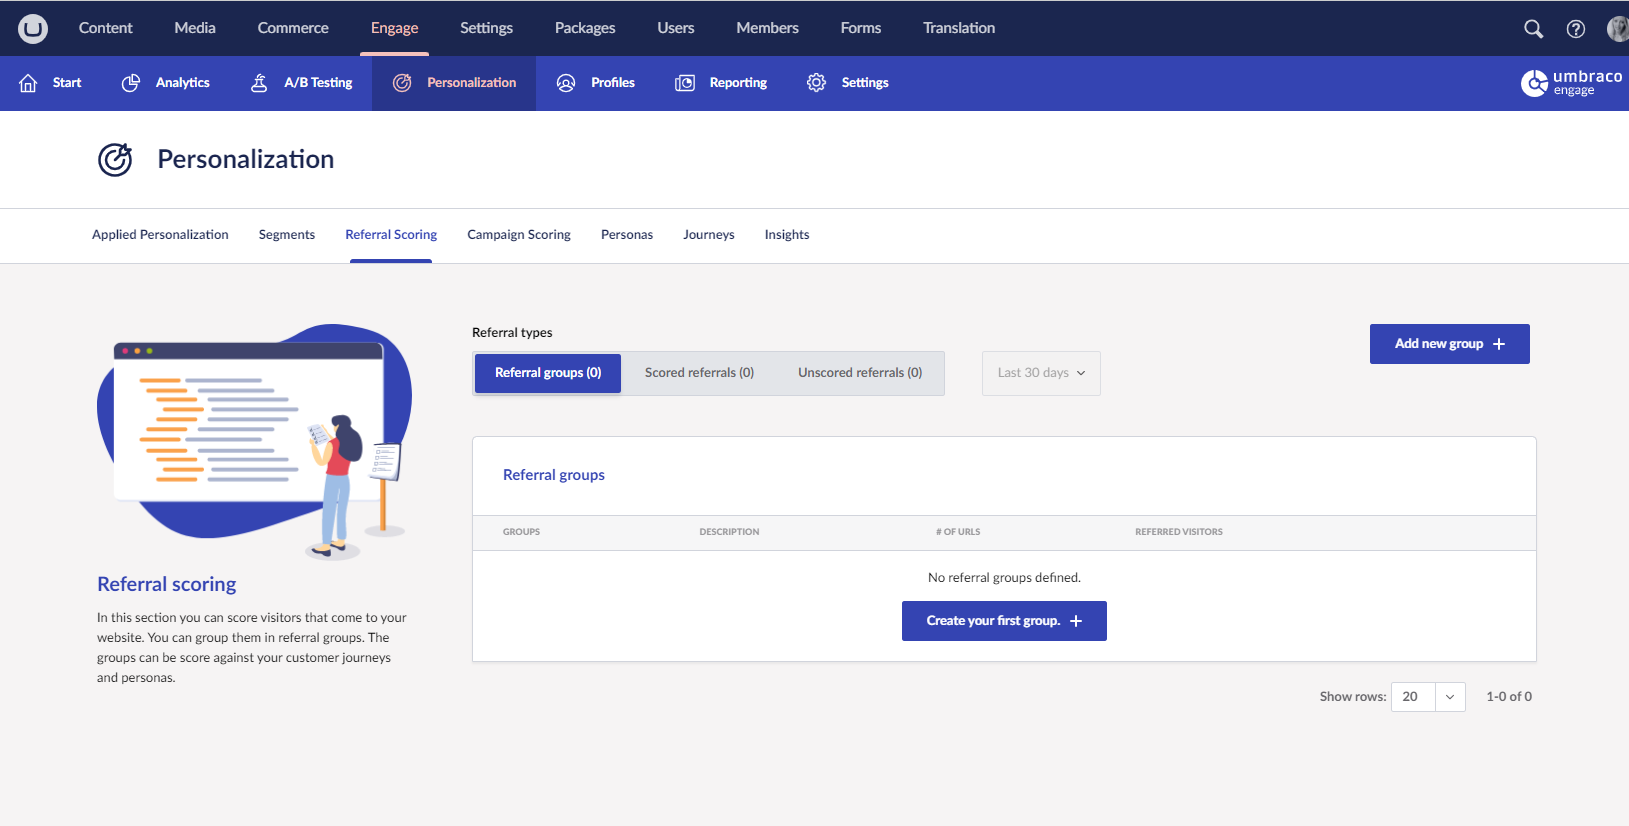 Content Media Commerce Engage Settings Packages Users Members Forms Translation
Start Analytics A/B Testing Personalization Profiles Reporting Settings
umbraco
engage
Personalization
Applied Personalization Segments Referral Scoring Campaign Scoring Personas Journeys Insights
Referral types
Referral groups (0) Scored referrals (0) Unscored referrals (0) Last 30 days
Add new group +
Referral groups
GROUPS DESCRIPTION # OF URLS REFERRED VISITORS
No referral groups defined.
Create your first group. +
Show rows: 20 1-0 of 0
Referral scoring
In this section you can score visitors that come to your
website. You can group them in referral groups. The
groups can be score against your customer journeys
and personas.